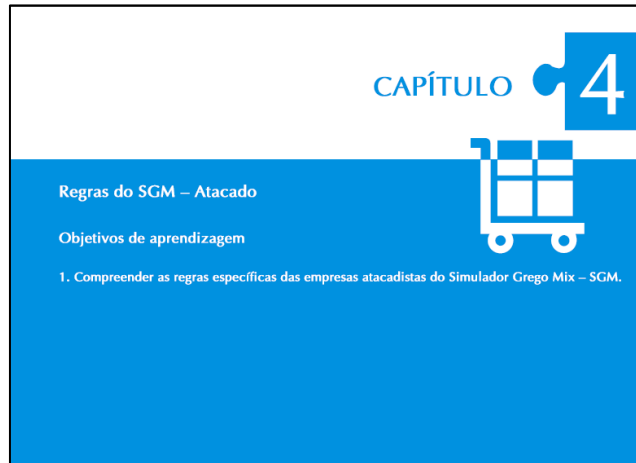 CAPÍTULO 4
Regras do SGM – Atacado
Objetivos de aprendizagem
1. Compreender as regras específicas das empresas atacadistas do Simulador Grego Mix – SGM.